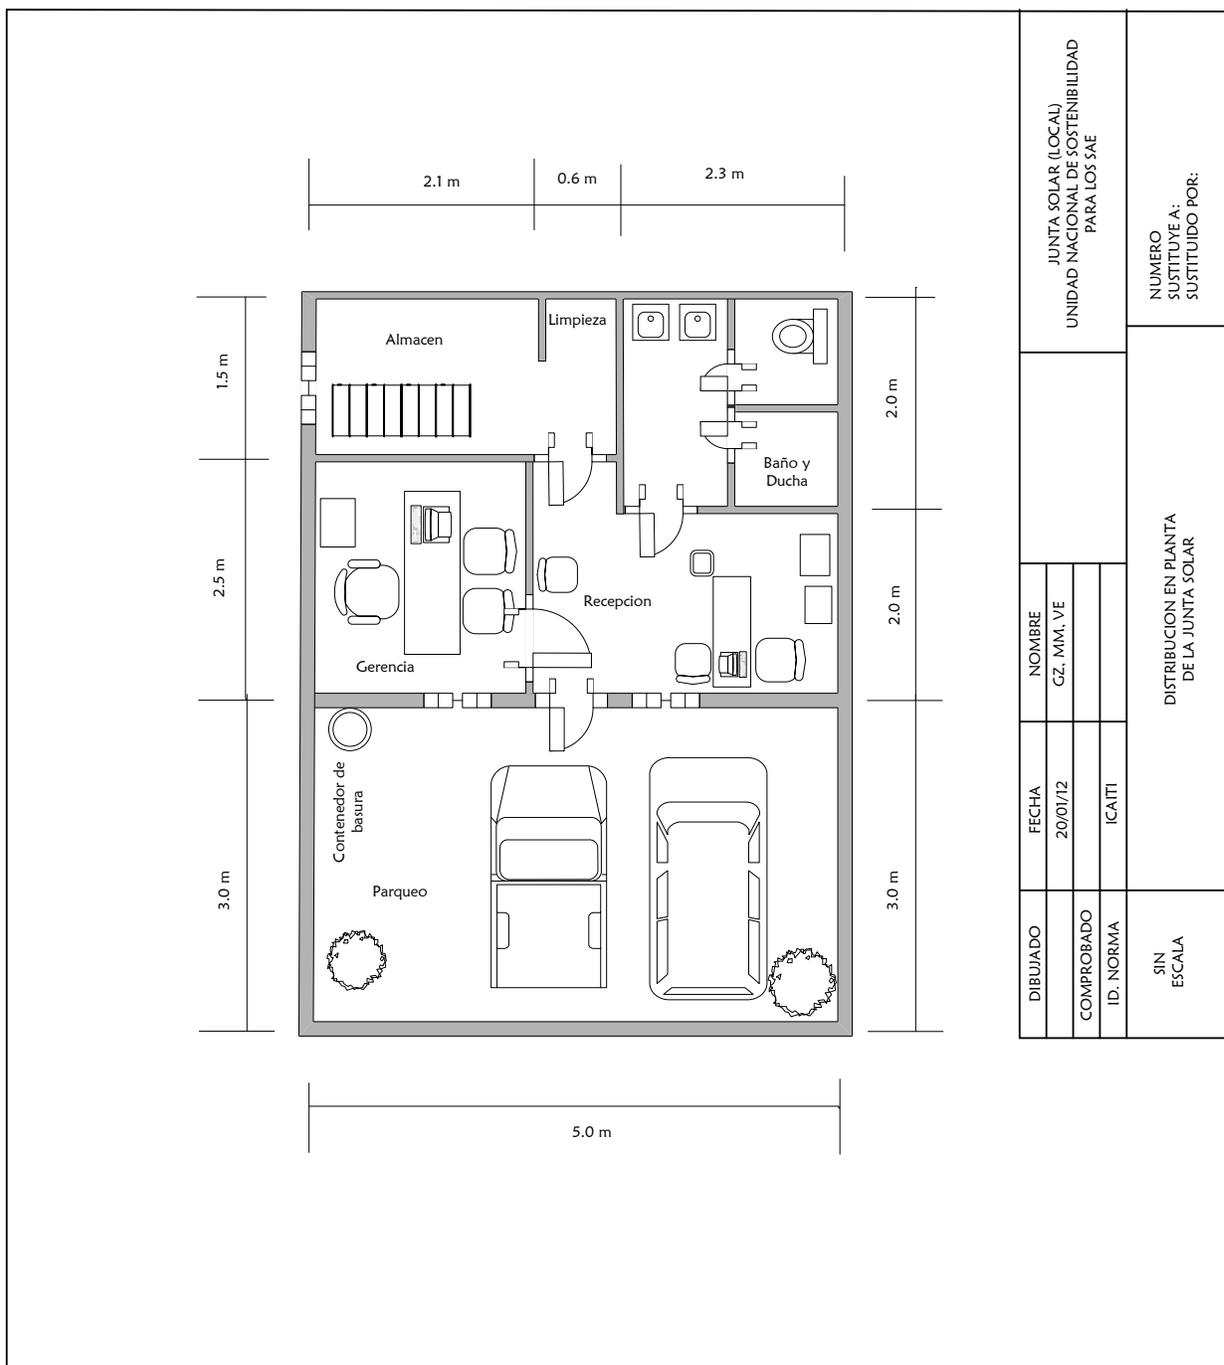 2.1 m
0.6 m
2.3 m
1.5 m
2.5 m
3.0 m
2.0 m
2.0 m
3.0 m
5.0 m
Almacen
Limpieza
Baño y
Ducha
Recepcion
Gerencia
Contenedor de
basura
Parqueo
JUNTA SOLAR (LOCAL)
UNIDAD NACIONAL DE SOSTENIBILIDAD
PARA LOS SAE
NUMERO
SUSTITUYE A:
SUSTITUIDO POR:
DISTRIBUCION EN PLANTA
DE LA JUNTA SOLAR
DIBUJADO FECHA NOMBRE
20/01/12 GZ, MM, VE
COMPROBADO
ID. NORMA ICAITI
SIN
ESCALA